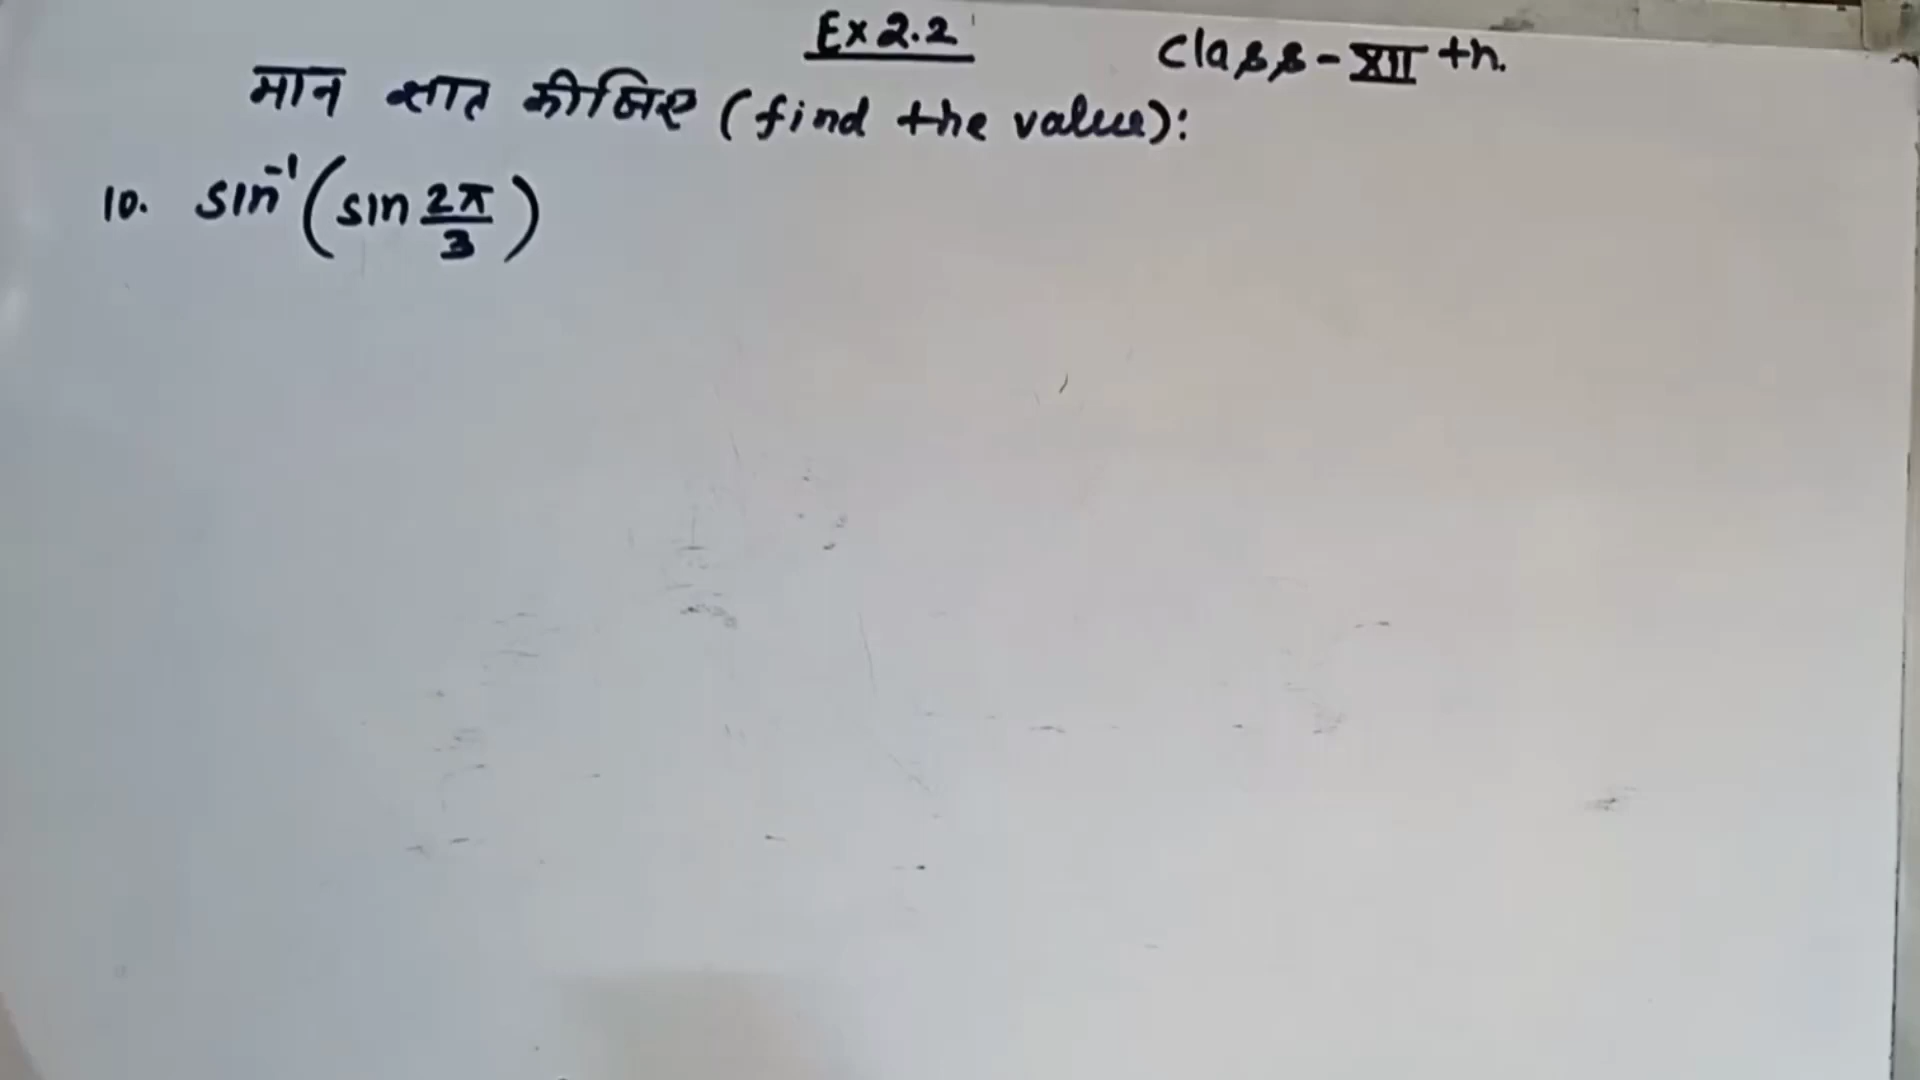 Ex 2.2
Class - XII th.
मान ज्ञात कीजिए (find the value):
10. sin⁻¹(sin 2π/3)